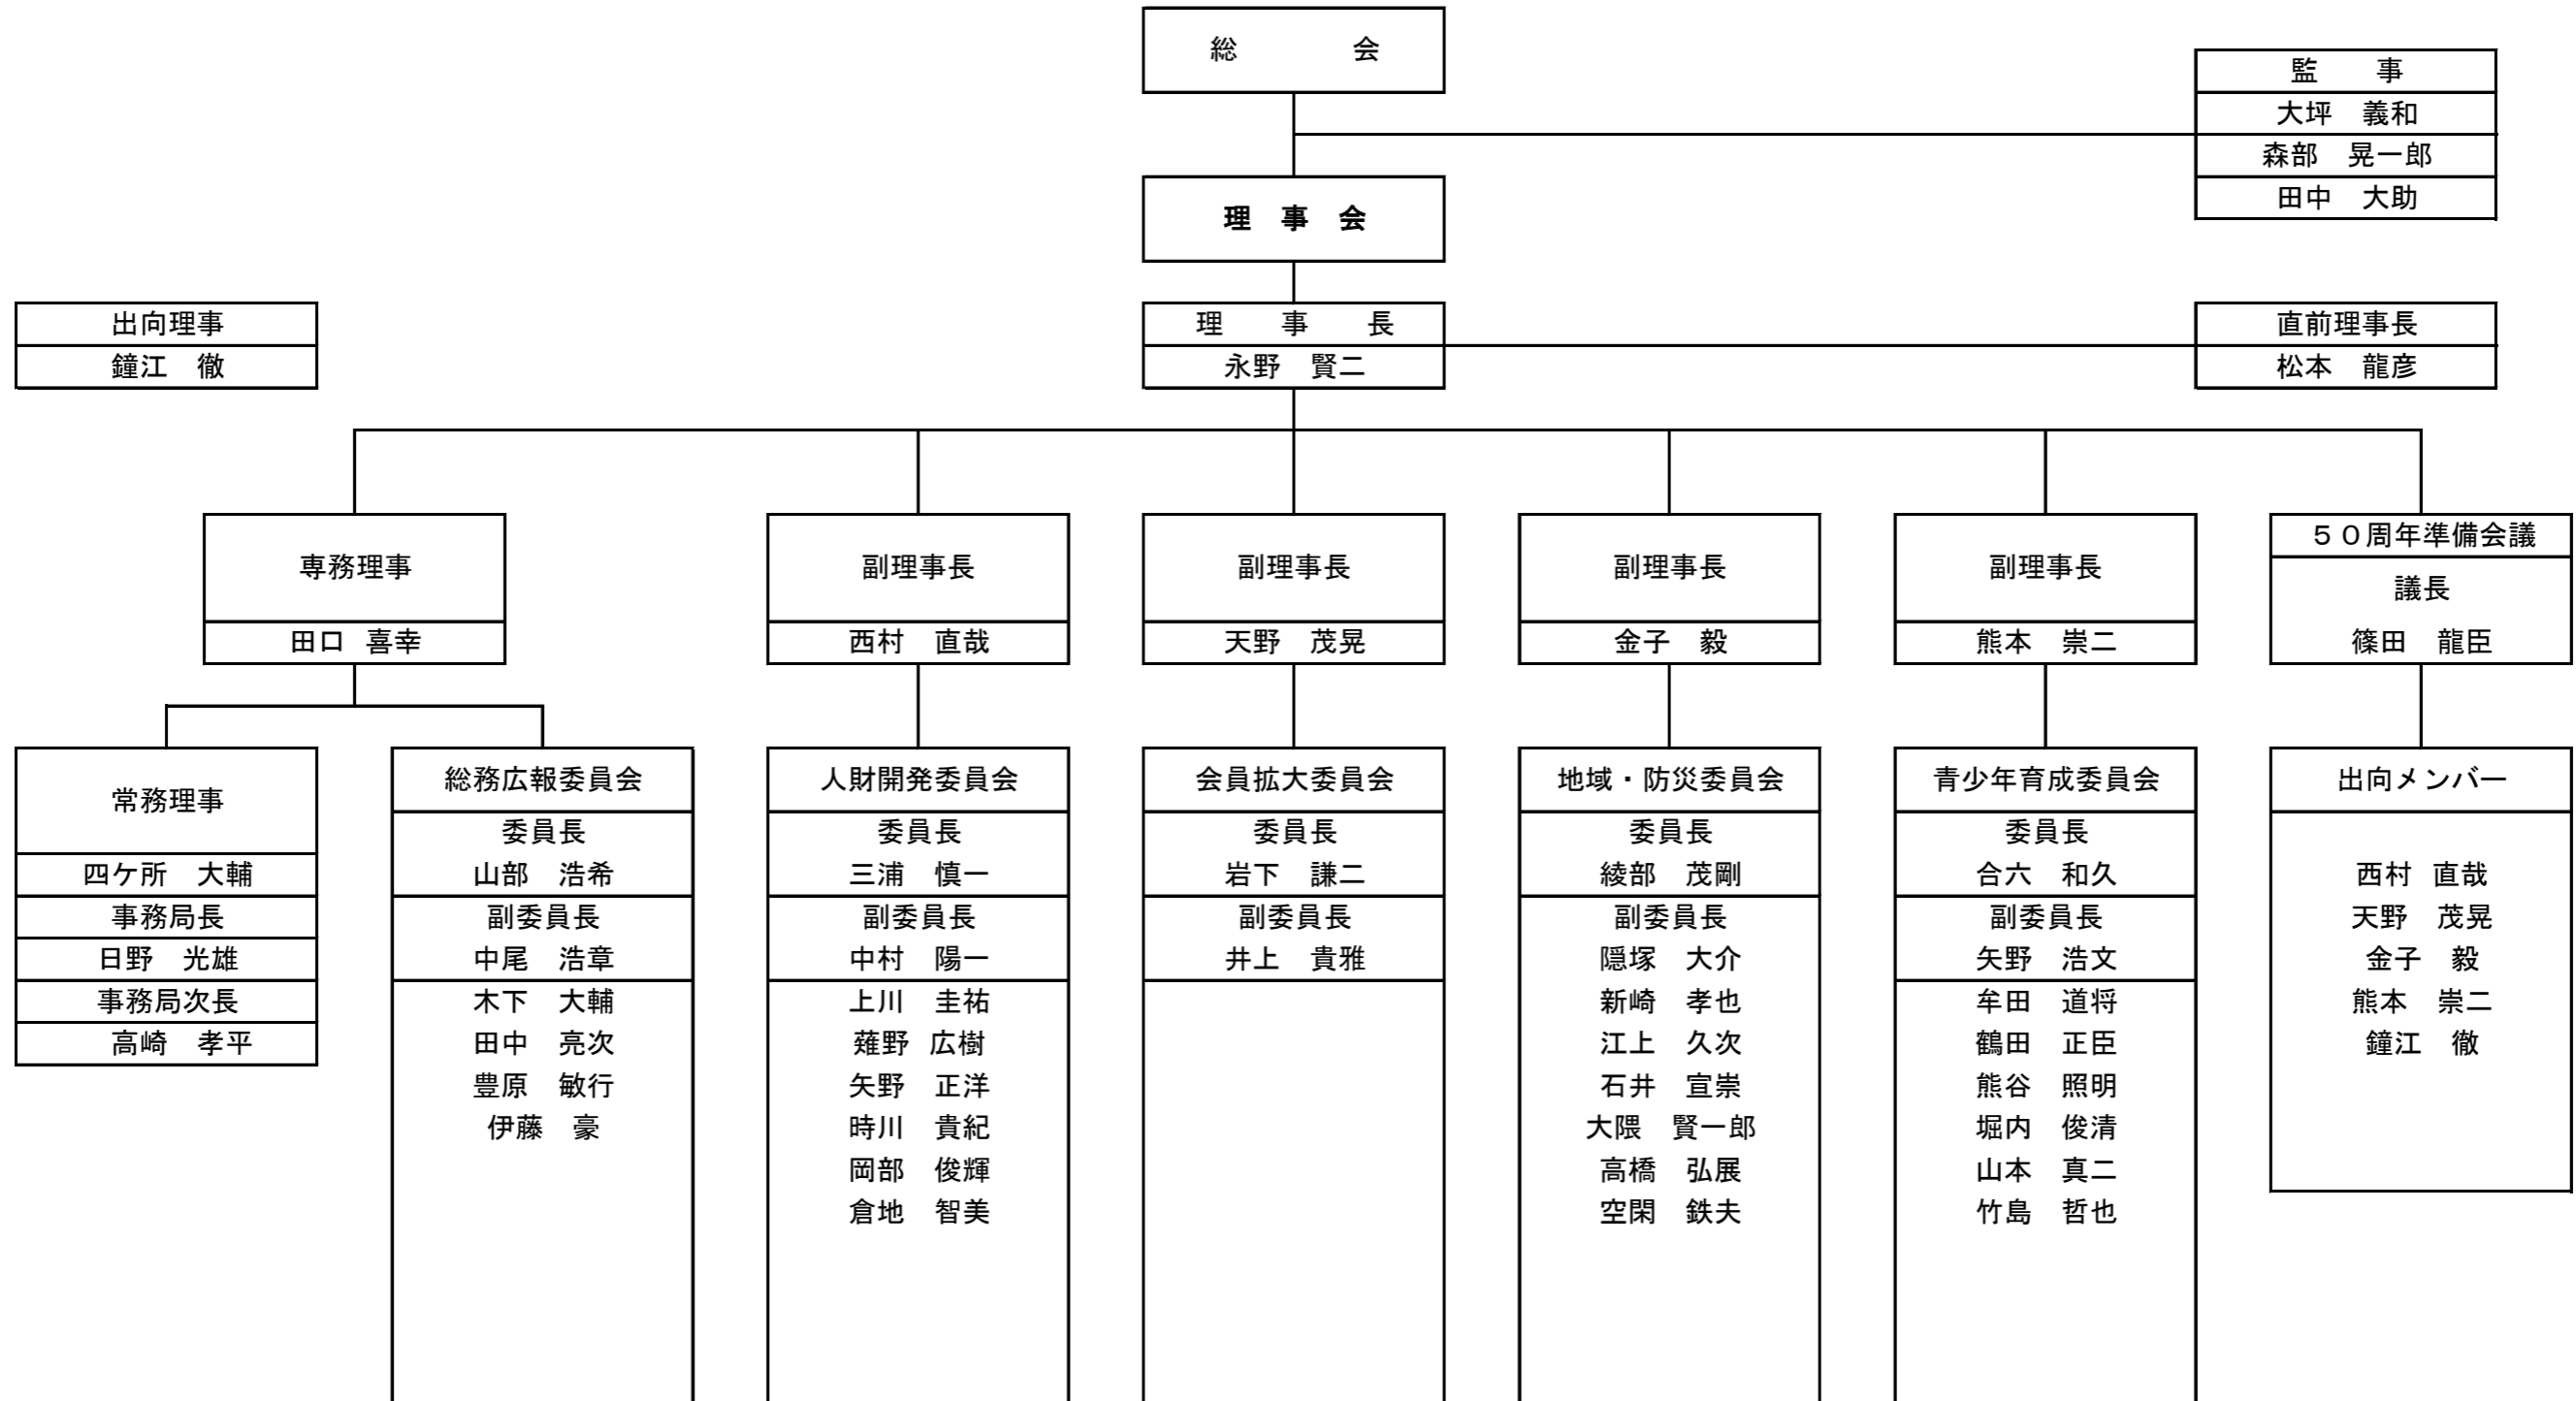 総　会
監　事
大坪　義和
森部　晃一郎
田中　大助
理　事　会
出向理事
鐘江　徹
理　事　長
永野　賢二
直前理事長
松本　龍彦
専務理事
田口　喜幸
副理事長
西村　直哉
副理事長
天野　茂晃
副理事長
金子　毅
副理事長
熊本　崇二
５０周年準備会議
議長
篠田　龍臣
常務理事
四ケ所　大輔
事務局長
日野　光雄
事務局次長
高崎　孝平
総務広報委員会
委員長
山部　浩希
副委員長
中尾　浩章
木下　大輔
田中　亮次
豊原　敏行
伊藤　豪
人財開発委員会
委員長
三浦　慎一
副委員長
中村　陽一
上川　圭祐
薙野　広樹
矢野　正洋
時川　貴紀
岡部　俊輝
倉地　智美
会員拡大委員会
委員長
岩下　謙二
副委員長
井上　貴雅
地域・防災委員会
委員長
綾部　茂剛
副委員長
隠塚　大介
新崎　孝也
江上　久次
石井　宣崇
大隈　賢一郎
高橋　弘展
空閑　鉄夫
青少年育成委員会
委員長
合六　和久
副委員長
矢野　浩文
牟田　道将
鶴田　正臣
熊谷　照明
堀内　俊清
山本　真二
竹島　哲也
出向メンバー
西村　直哉
天野　茂晃
金子　毅
熊本　崇二
鐘江　徹